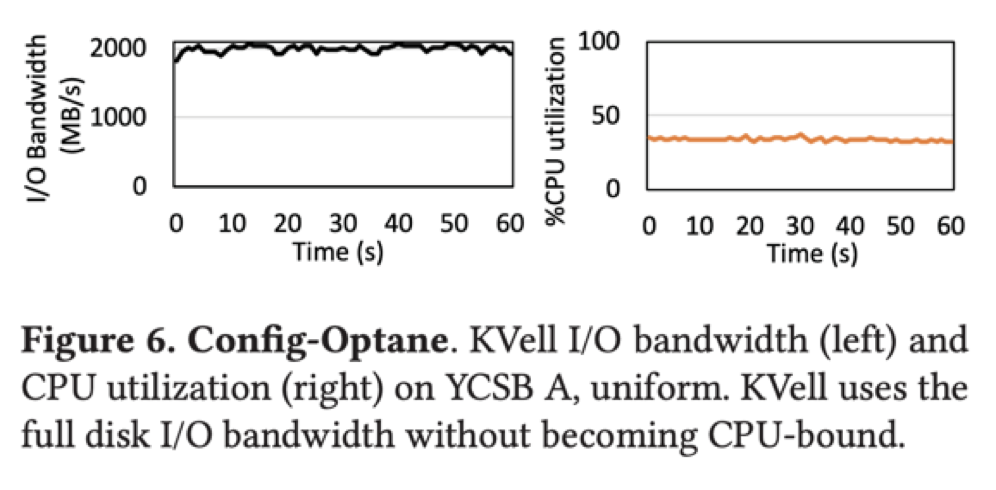 I/O Bandwidth
(MB/s)
2000
1000
0
0 10 20 30 40 50 60
Time (s)
%CPU utilization
100
50
0
0 10 20 30 40 50 60
Time (s)
Figure 6. Config-Optane. KVell I/O bandwidth (left) and
CPU utilization (right) on YCSB A, uniform. KVell uses the
full disk I/O bandwidth without becoming CPU-bound.